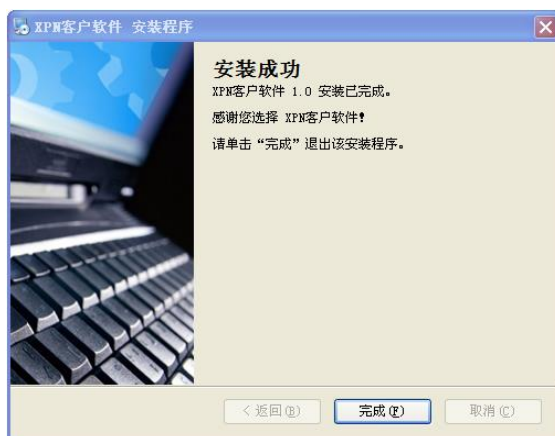 XPN客户软件 安装程序
安装成功
XPN客户软件 1.0 安装已完成。
感谢您选择 XPN客户软件!
请单击“完成”退出该安装程序。
< 返回(B)
完成(F)
取消(C)